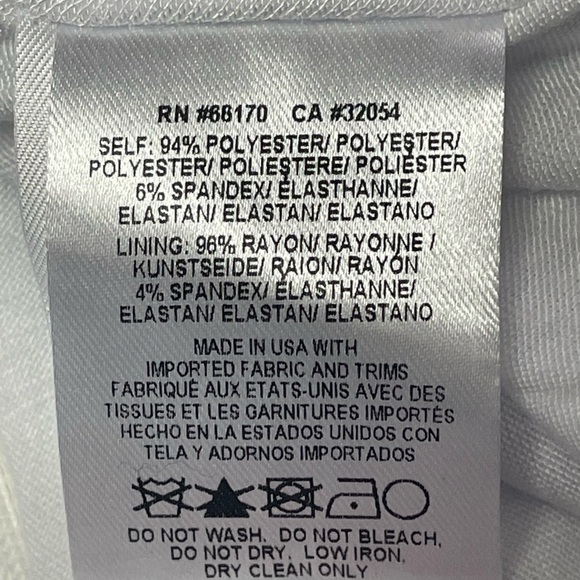 RN #68170 CA #32054
SELF: 94% POLYESTER/ POLYESTER/
POLYESTER/ POLIESTERE/ POLIÉSTER
6% SPANDEX/ ÉLASTHANNE/
ELASTAN/ ELASTAN/ ELASTANO
LINING: 96% RAYON/ RAYONNE /
KUNSTSEIDE/ RAION/ RAYÓN
4% SPANDEX/ ÉLASTHANNE/
ELASTAN/ ELASTAN/ ELASTANO
MADE IN USA WITH
IMPORTED FABRIC AND TRIMS
FABRIQUÉ AUX ETATS-UNIS AVEC DES
TISSUES ET LES GARNITURES IMPORTÉS
HECHO EN LA ESTADOS UNIDOS CON
TELA Y ADORNOS IMPORTADOS
DO NOT WASH. DO NOT BLEACH,
DO NOT DRY. LOW IRON,
DRY CLEAN ONLY